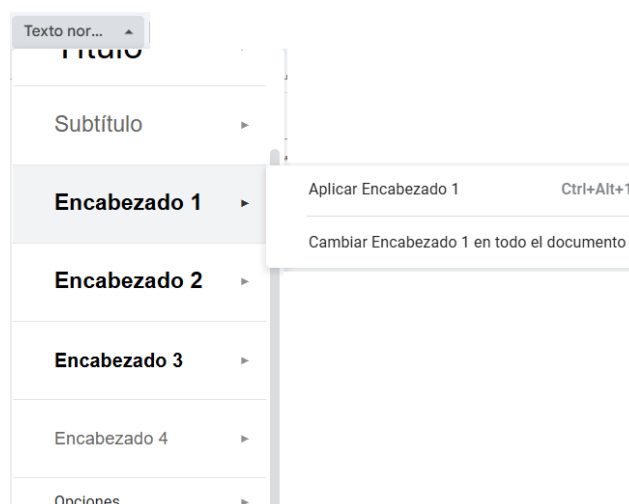 Texto nor...
Título
Subtítulo
Encabezado 1
Aplicar Encabezado 1 Ctrl+Alt+1
Cambiar Encabezado 1 en todo el documento
Encabezado 2
Encabezado 3
Encabezado 4
Opciones